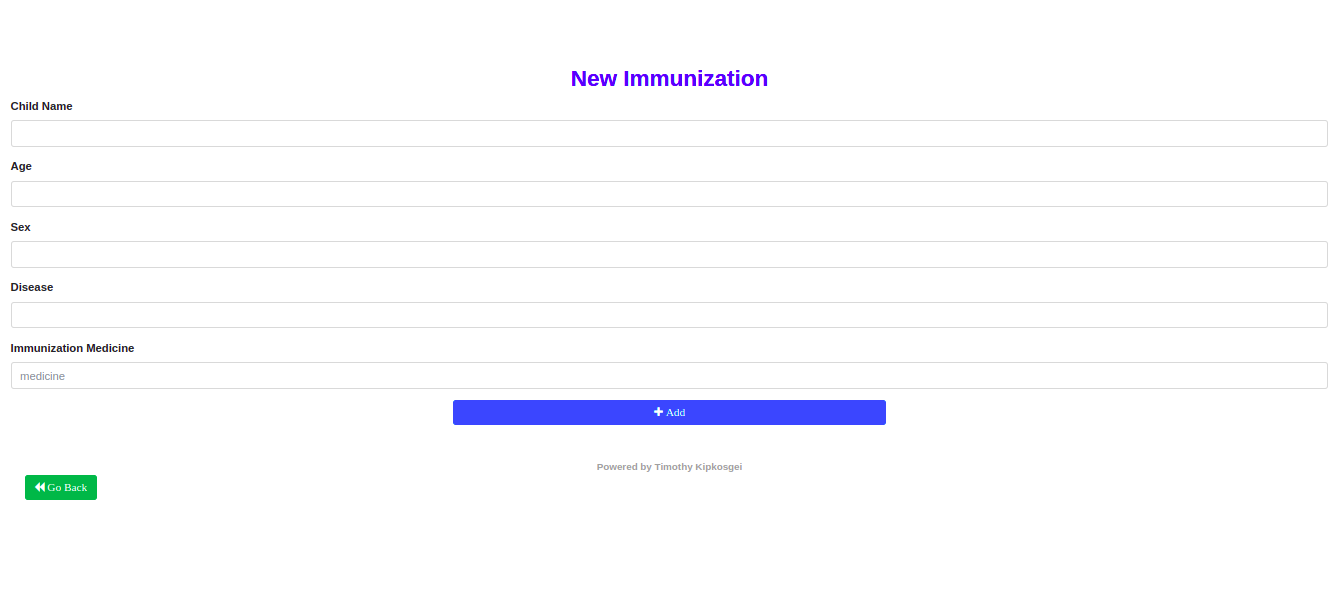 New Immunization
Child Name
Age
Sex
Disease
Immunization Medicine
medicine
Add
Powered by Timothy Kipkosgei
Go Back